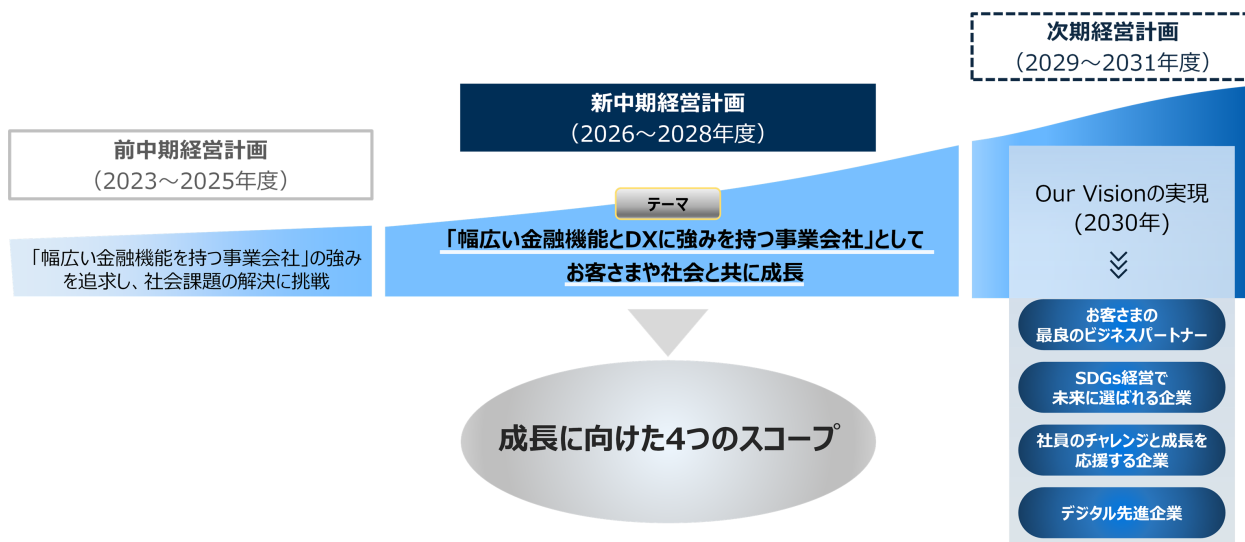 前中期経営計画
（2023～2025年度）
「幅広い金融機能を持つ事業会社」の強み
を追求し、社会課題の解決に挑戦
新中期経営計画
（2026～2028年度）
テーマ
「幅広い金融機能とDXに強みを持つ事業会社」として
お客さまや社会と共に成長
成長に向けた4つのスコープ
次期経営計画
（2029～2031年度）
Our Visionの実現
(2030年)
お客さまの
最良のビジネスパートナー
SDGs経営で
未来に選ばれる企業
社員のチャレンジと成長を
応援する企業
デジタル先進企業